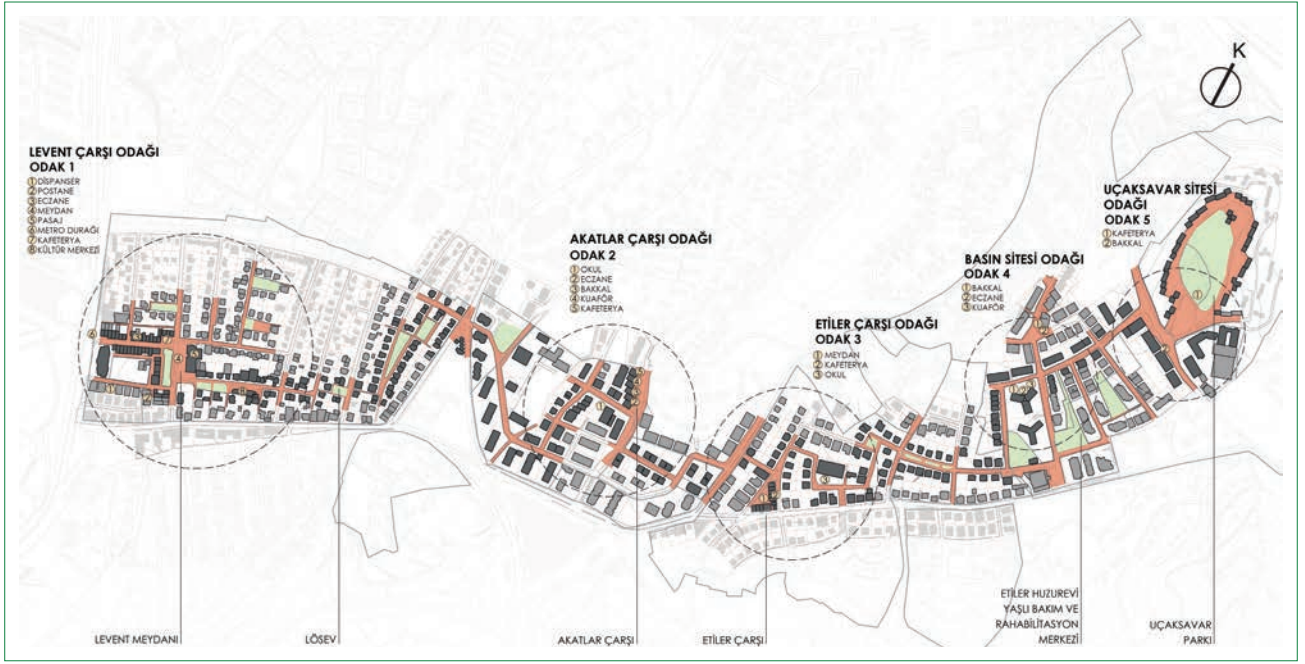 K
LEVENT ÇARŞI ODAĞI
ODAK 1
① DİSPANSER
② POSTANE
③ ECZANE
④ MEYDAN
⑤ PASAJ
⑥ METRO DURAĞI
⑦ KAFETERYA
⑧ KÜLTÜR MERKEZİ
AKATLAR ÇARŞI ODAĞI
ODAK 2
① OKUL
② ECZANE
③ BAKKAL
④ KUAFÖR
⑤ KAFETERYA
ETİLER ÇARŞI ODAĞI
ODAK 3
① MEYDAN
② KAFETERYA
③ OKUL
BASIN SİTESİ ODAĞI
ODAK 4
① BAKKAL
② ECZANE
③ KUAFÖR
UÇAKSAVAR SİTESİ
ODAĞI
ODAK 5
① KAFETERYA
② BAKKAL
LEVENT MEYDANI
LÖSEV
AKATLAR ÇARŞI
ETİLER ÇARŞI
ETİLER HUZUREVİ
YAŞLI BAKIM VE
RAHABİLİTASYON
MERKEZİ
UÇAKSAVAR
PARKI